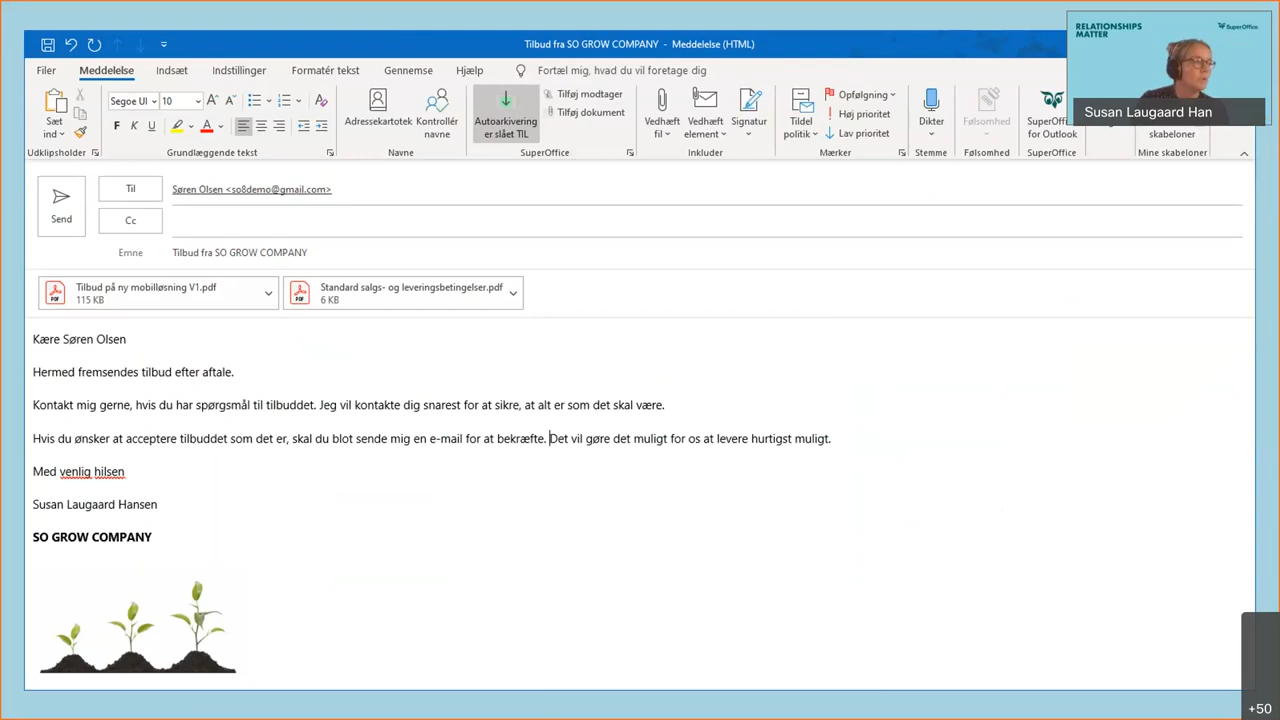 RELATIONSHIPS
MATTER
SuperOffice
Susan Laugaard Han
Tilbud fra SO GROW COMPANY - Meddelelse (HTML)
Filer Meddelelse Indsæt Indstillinger Formatér tekst Gennemse Hjælp Fortæl mig, hvad du vil foretage dig
Sæt
ind
Segoe UI 10
F K U
Udklipsholder
Grundlæggende tekst
Adressekartotek
Kontrollér
navne
Navne
Autoarkivering
er slået TIL
Tilføj modtager
Tilføj dokument
SuperOffice
Vedhæft
fil
Vedhæft
element
Signatur
Inkluder
Tildel
politik
Opfølgning
Høj prioritet
Lav prioritet
Mærker
Dikter
Stemme
Følsomhed
Følsomhed
SuperOffice
for Outlook
SuperOffice
skabeloner
Mine skabeloner
Send
Til
Søren Olsen <so8demo@gmail.com>
Cc
Emne
Tilbud fra SO GROW COMPANY
PDF
Tilbud på ny mobilløsning V1.pdf
115 KB
PDF
Standard salgs- og leveringsbetingelser.pdf
6 KB
Kære Søren Olsen
Hermed fremsendes tilbud efter aftale.
Kontakt mig gerne, hvis du har spørgsmål til tilbuddet. Jeg vil kontakte dig snarest for at sikre, at alt er som det skal være.
Hvis du ønsker at acceptere tilbuddet som det er, skal du blot sende mig en e-mail for at bekræfte. Det vil gøre det muligt for os at levere hurtigst muligt.
Med venlig hilsen
Susan Laugaard Hansen
SO GROW COMPANY
+50